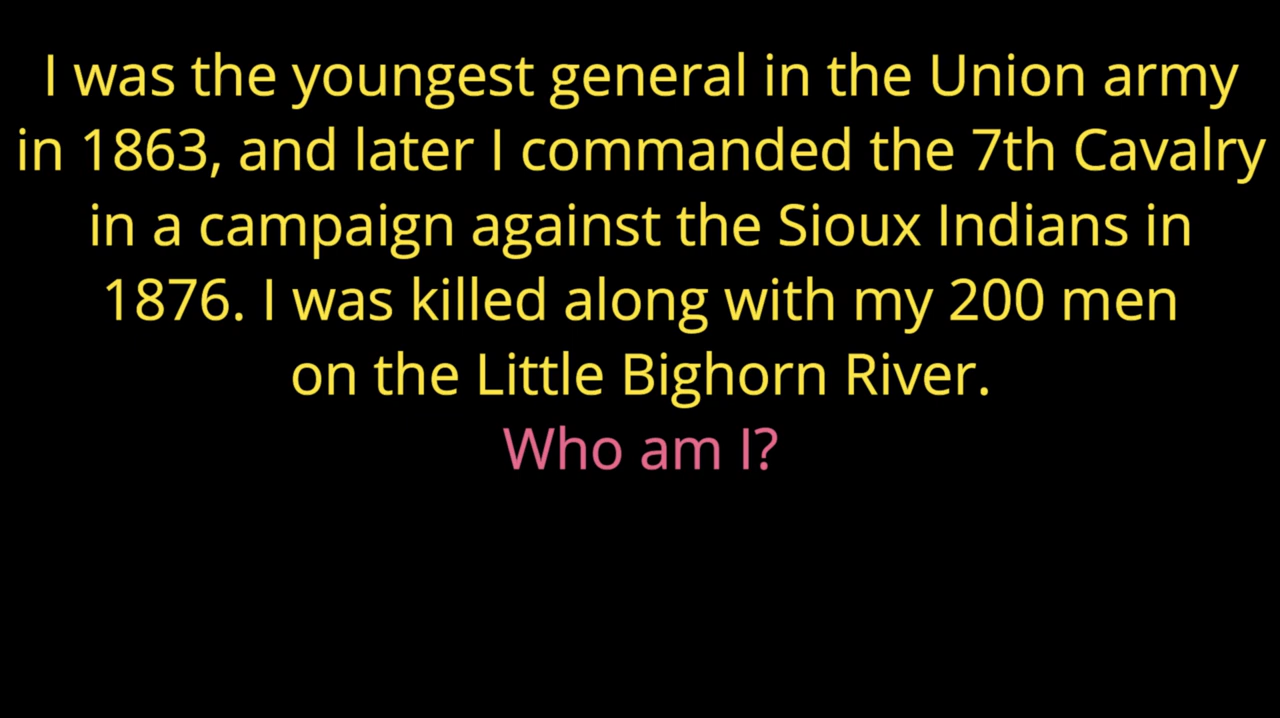 I was the youngest general in the Union army
in 1863, and later I commanded the 7th Cavalry
in a campaign against the Sioux Indians in
1876. I was killed along with my 200 men
on the Little Bighorn River.
Who am I?